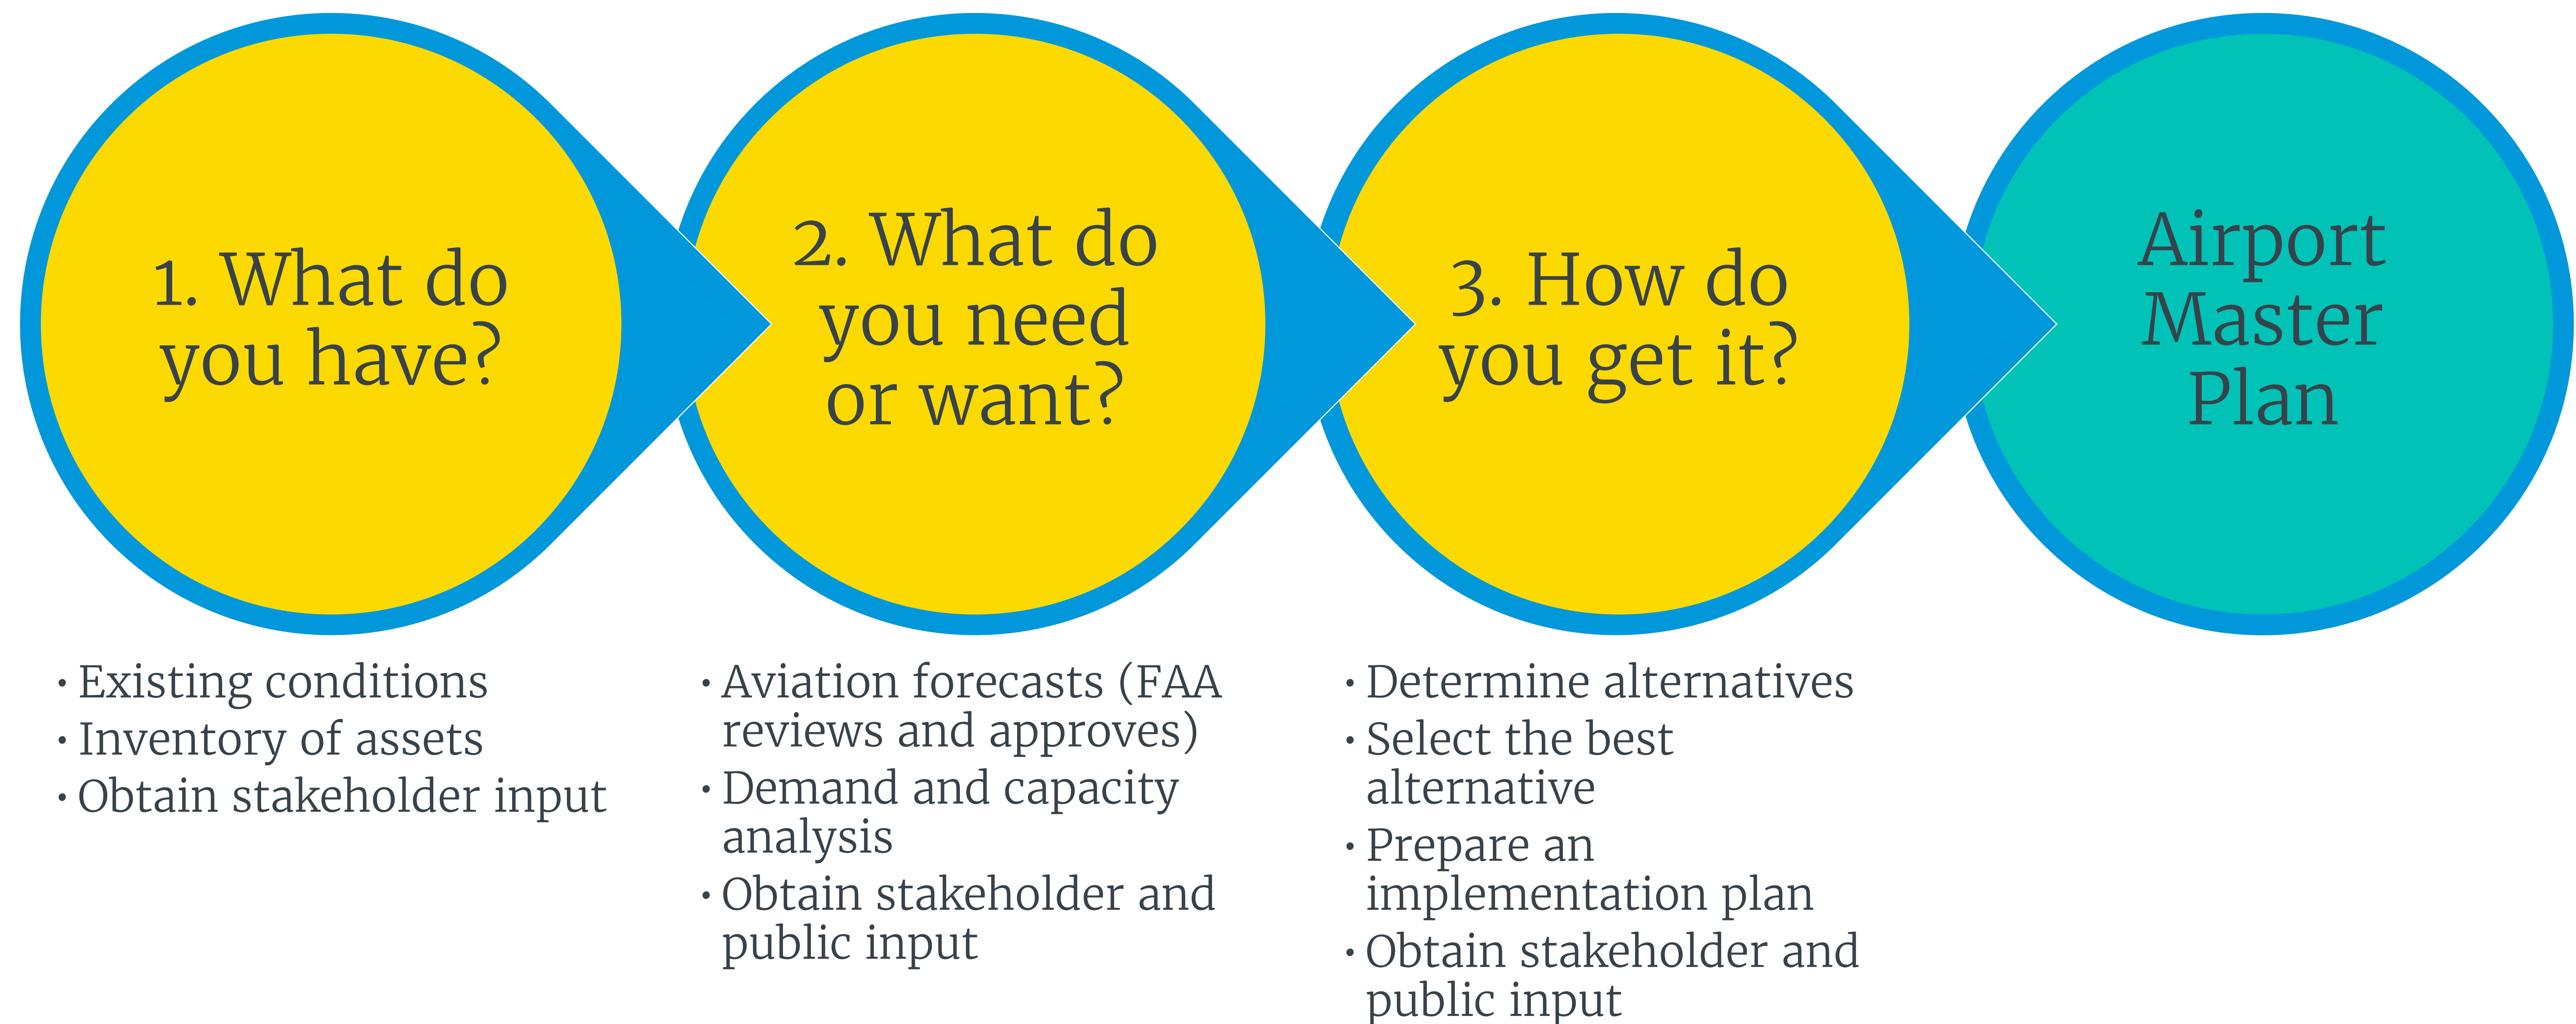 1. What do
you have?
2. What do
you need
or want?
3. How do
you get it?
Airport
Master
Plan
· Existing conditions
· Inventory of assets
· Obtain stakeholder input
· Aviation forecasts (FAA
reviews and approves)
· Demand and capacity
analysis
· Obtain stakeholder and
public input
· Determine alternatives
· Select the best
alternative
· Prepare an
implementation plan
· Obtain stakeholder and
public input